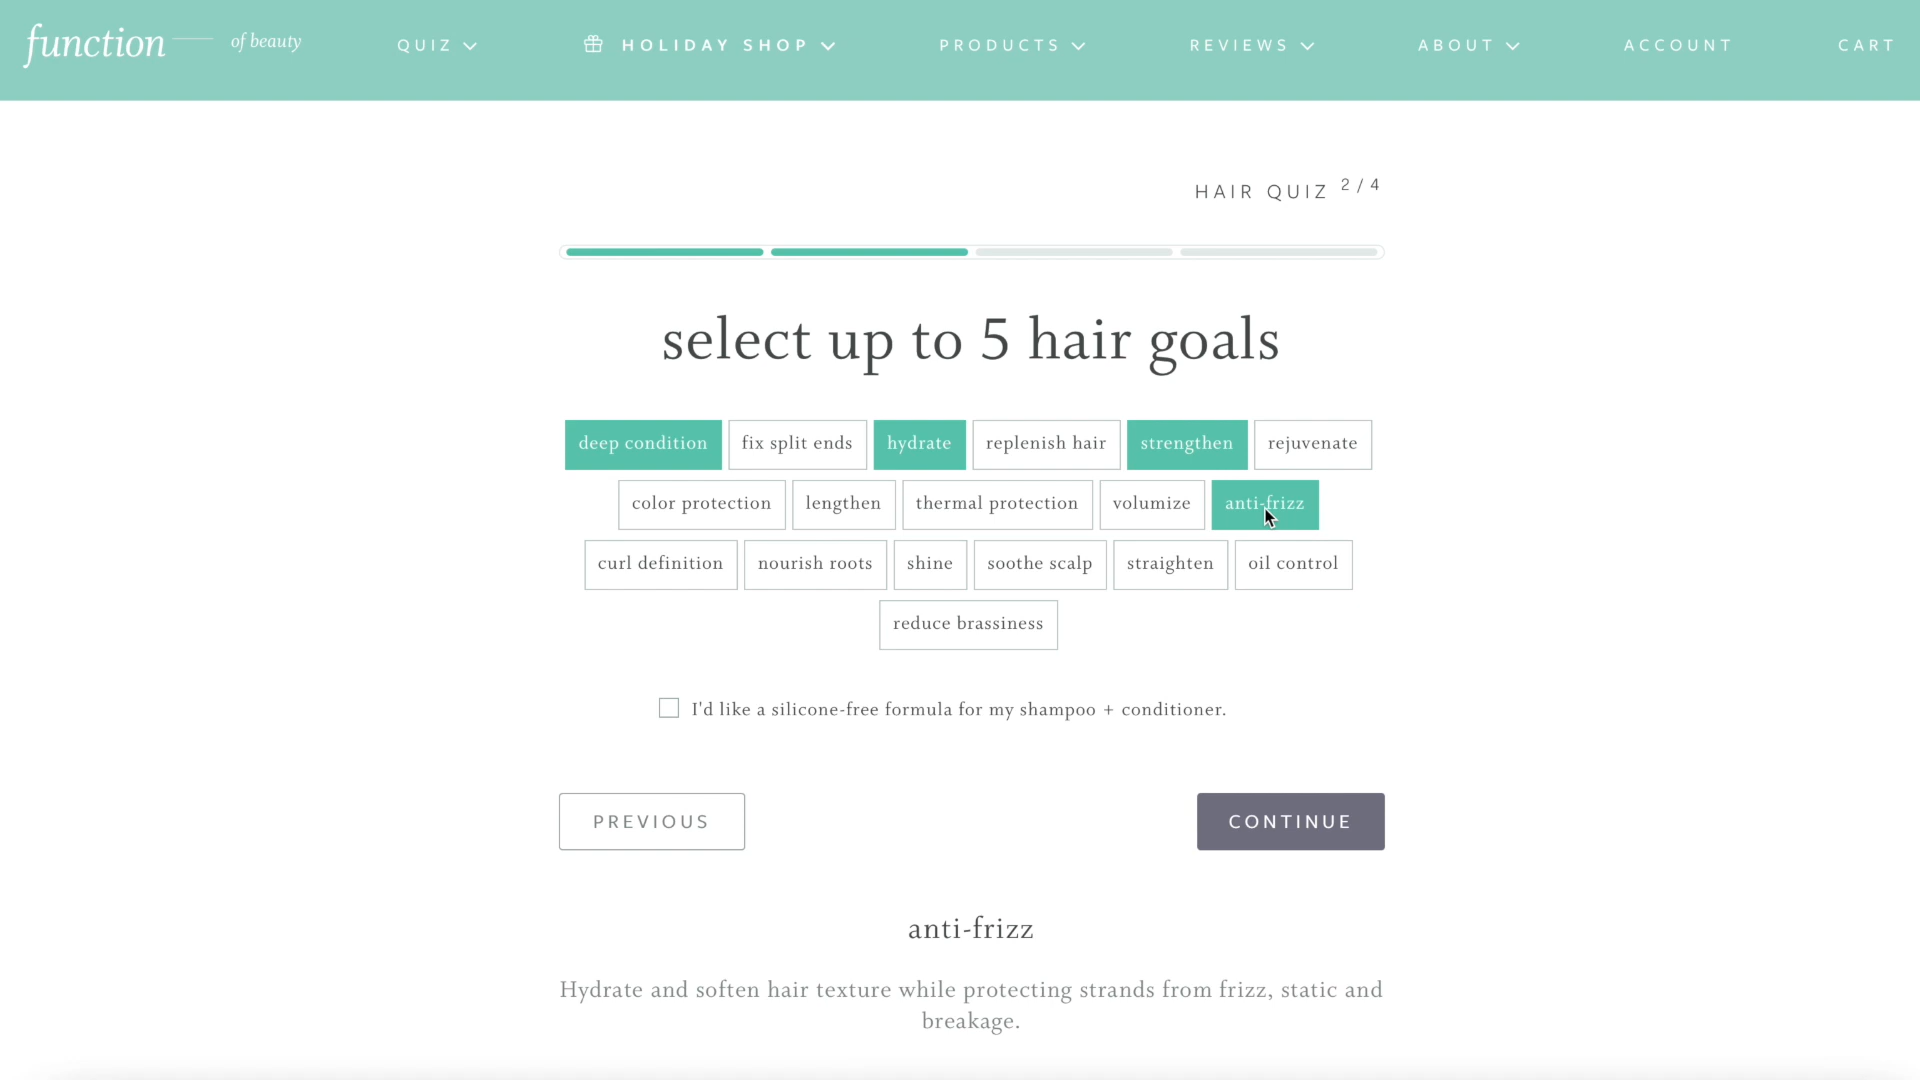 function of beauty QUIZ HOLIDAY SHOP PRODUCTS REVIEWS ABOUT ACCOUNT CART
HAIR QUIZ 2 / 4
select up to 5 hair goals
deep condition fix split ends hydrate replenish hair strengthen rejuvenate
color protection lengthen thermal protection volumize anti-frizz
curl definition nourish roots shine soothe scalp straighten oil control
reduce brassiness
I'd like a silicone-free formula for my shampoo + conditioner.
PREVIOUS CONTINUE
anti-frizz
Hydrate and soften hair texture while protecting strands from frizz, static and
breakage.